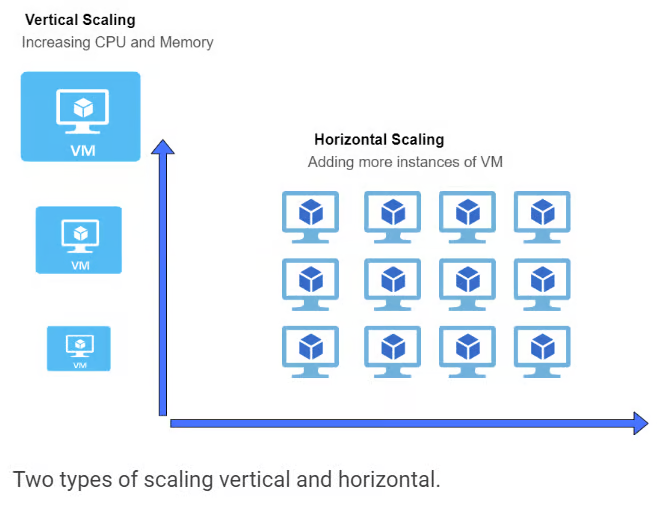 Vertical Scaling
Increasing CPU and Memory
VM
Horizontal Scaling
Adding more instances of VM
VM
VM
Two types of scaling vertical and horizontal.